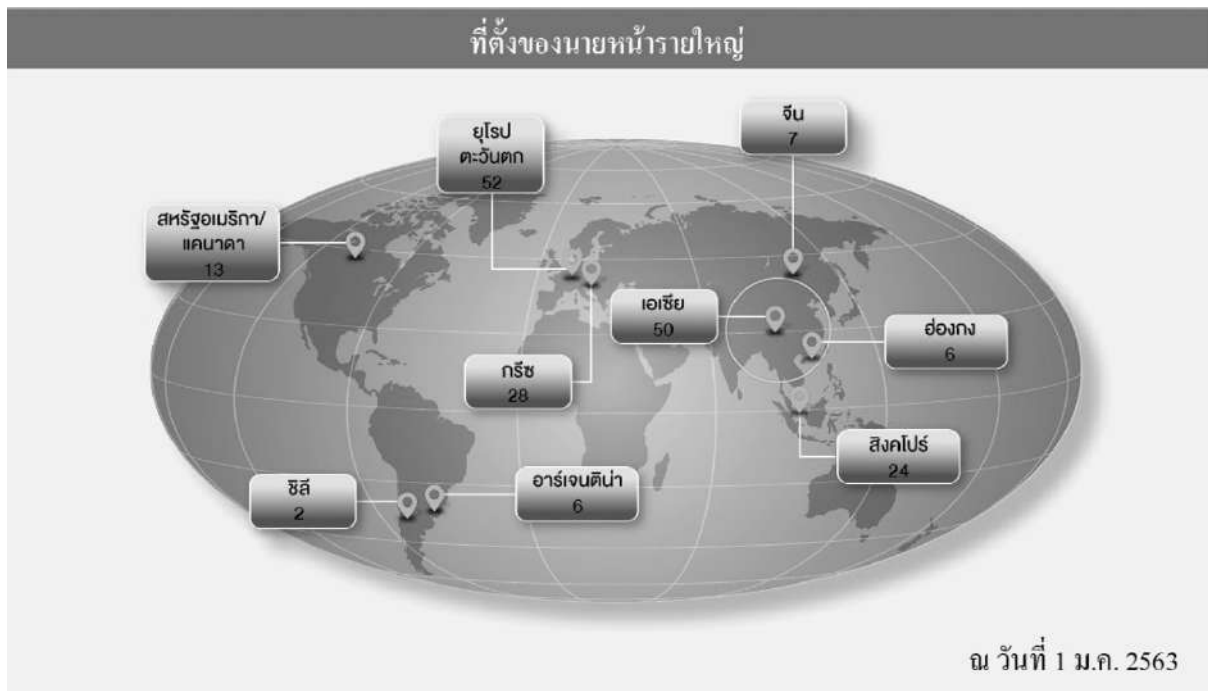 ที่ตั้งของนายหน้ารายใหญ่
จีน
7
ยุโรป
ตะวันตก
52
สหรัฐอเมริกา/
แคนาดา
13
เอเชีย
50
ฮ่องกง
6
กรีซ
28
สิงคโปร์
24
อาร์เจนติน่า
6
ชิลี
2
ณ วันที่ 1 ม.ค. 2563